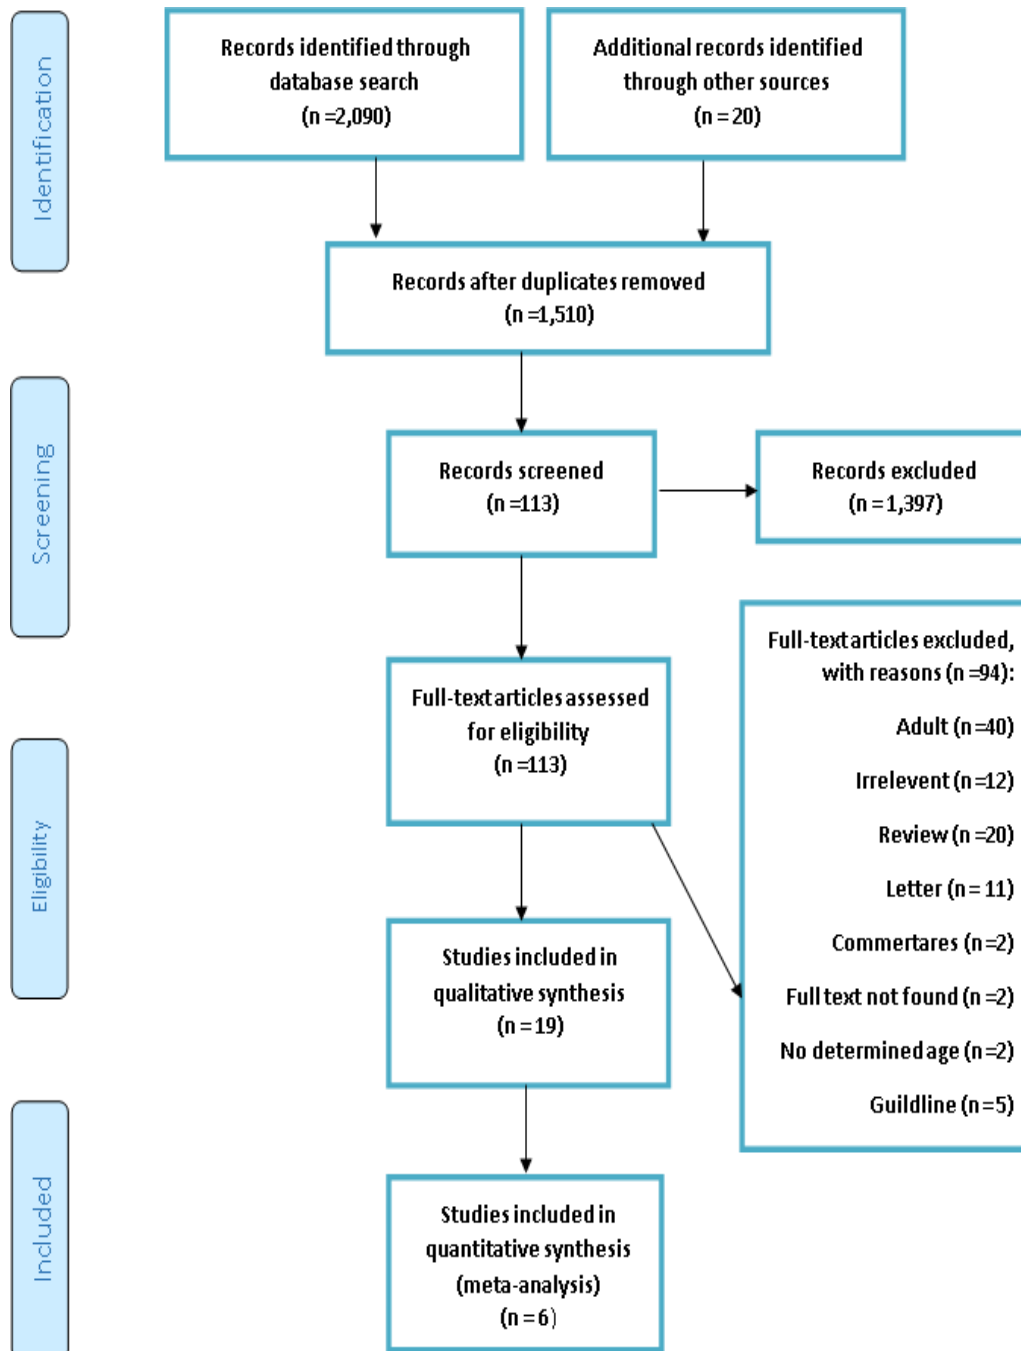 Identification
Records identified through
database search
(n =2,090)
Additional records identified
through other sources
(n = 20)
Records after duplicates removed
(n =1,510)
Screening
Records screened
(n =113)
Records excluded
(n = 1,397)
Eligibility
Full-text articles assessed
for eligibility
(n =113)
Full-text articles excluded,
with reasons (n =94):
Adult (n=40)
Irrelevent (n=12)
Review (n=20)
Letter (n= 11)
Commertares (n=2)
Full text not found (n=2)
No determined age (n=2)
Guildline (n=5)
Studies included in
qualitative synthesis
(n = 19)
Included
Studies included in
quantitative synthesis
(meta-analysis)
(n = 6)